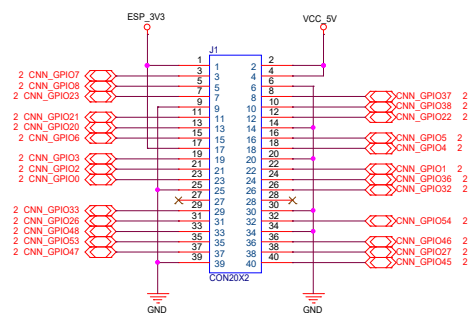 ESP_3V3 VCC_5V
J1
1 1 2 2
2 CNN_GPIO7 3 3 4 4
2 CNN_GPIO8 5 5 6 6
2 CNN_GPIO23 7 7 8 8 CNN_GPIO37 2
9 9 10 10 CNN_GPIO38 2
2 CNN_GPIO21 11 11 12 12 CNN_GPIO22 2
2 CNN_GPIO20 13 13 14 14
2 CNN_GPIO6 15 15 16 16 CNN_GPIO5 2
17 17 18 18 CNN_GPIO4 2
2 CNN_GPIO3 19 19 20 20
2 CNN_GPIO2 21 21 22 22 CNN_GPIO1 2
2 CNN_GPIO0 23 23 24 24 CNN_GPIO36 2
25 25 26 26 CNN_GPIO32 2
27 27 28 28
2 CNN_GPIO33 29 29 30 30
2 CNN_GPIO26 31 31 32 32 CNN_GPIO54 2
2 CNN_GPIO48 33 33 34 34
2 CNN_GPIO53 35 35 36 36 CNN_GPIO46 2
2 CNN_GPIO47 37 37 38 38 CNN_GPIO27 2
39 39 40 40 CNN_GPIO45 2
CON20X2
GND GND